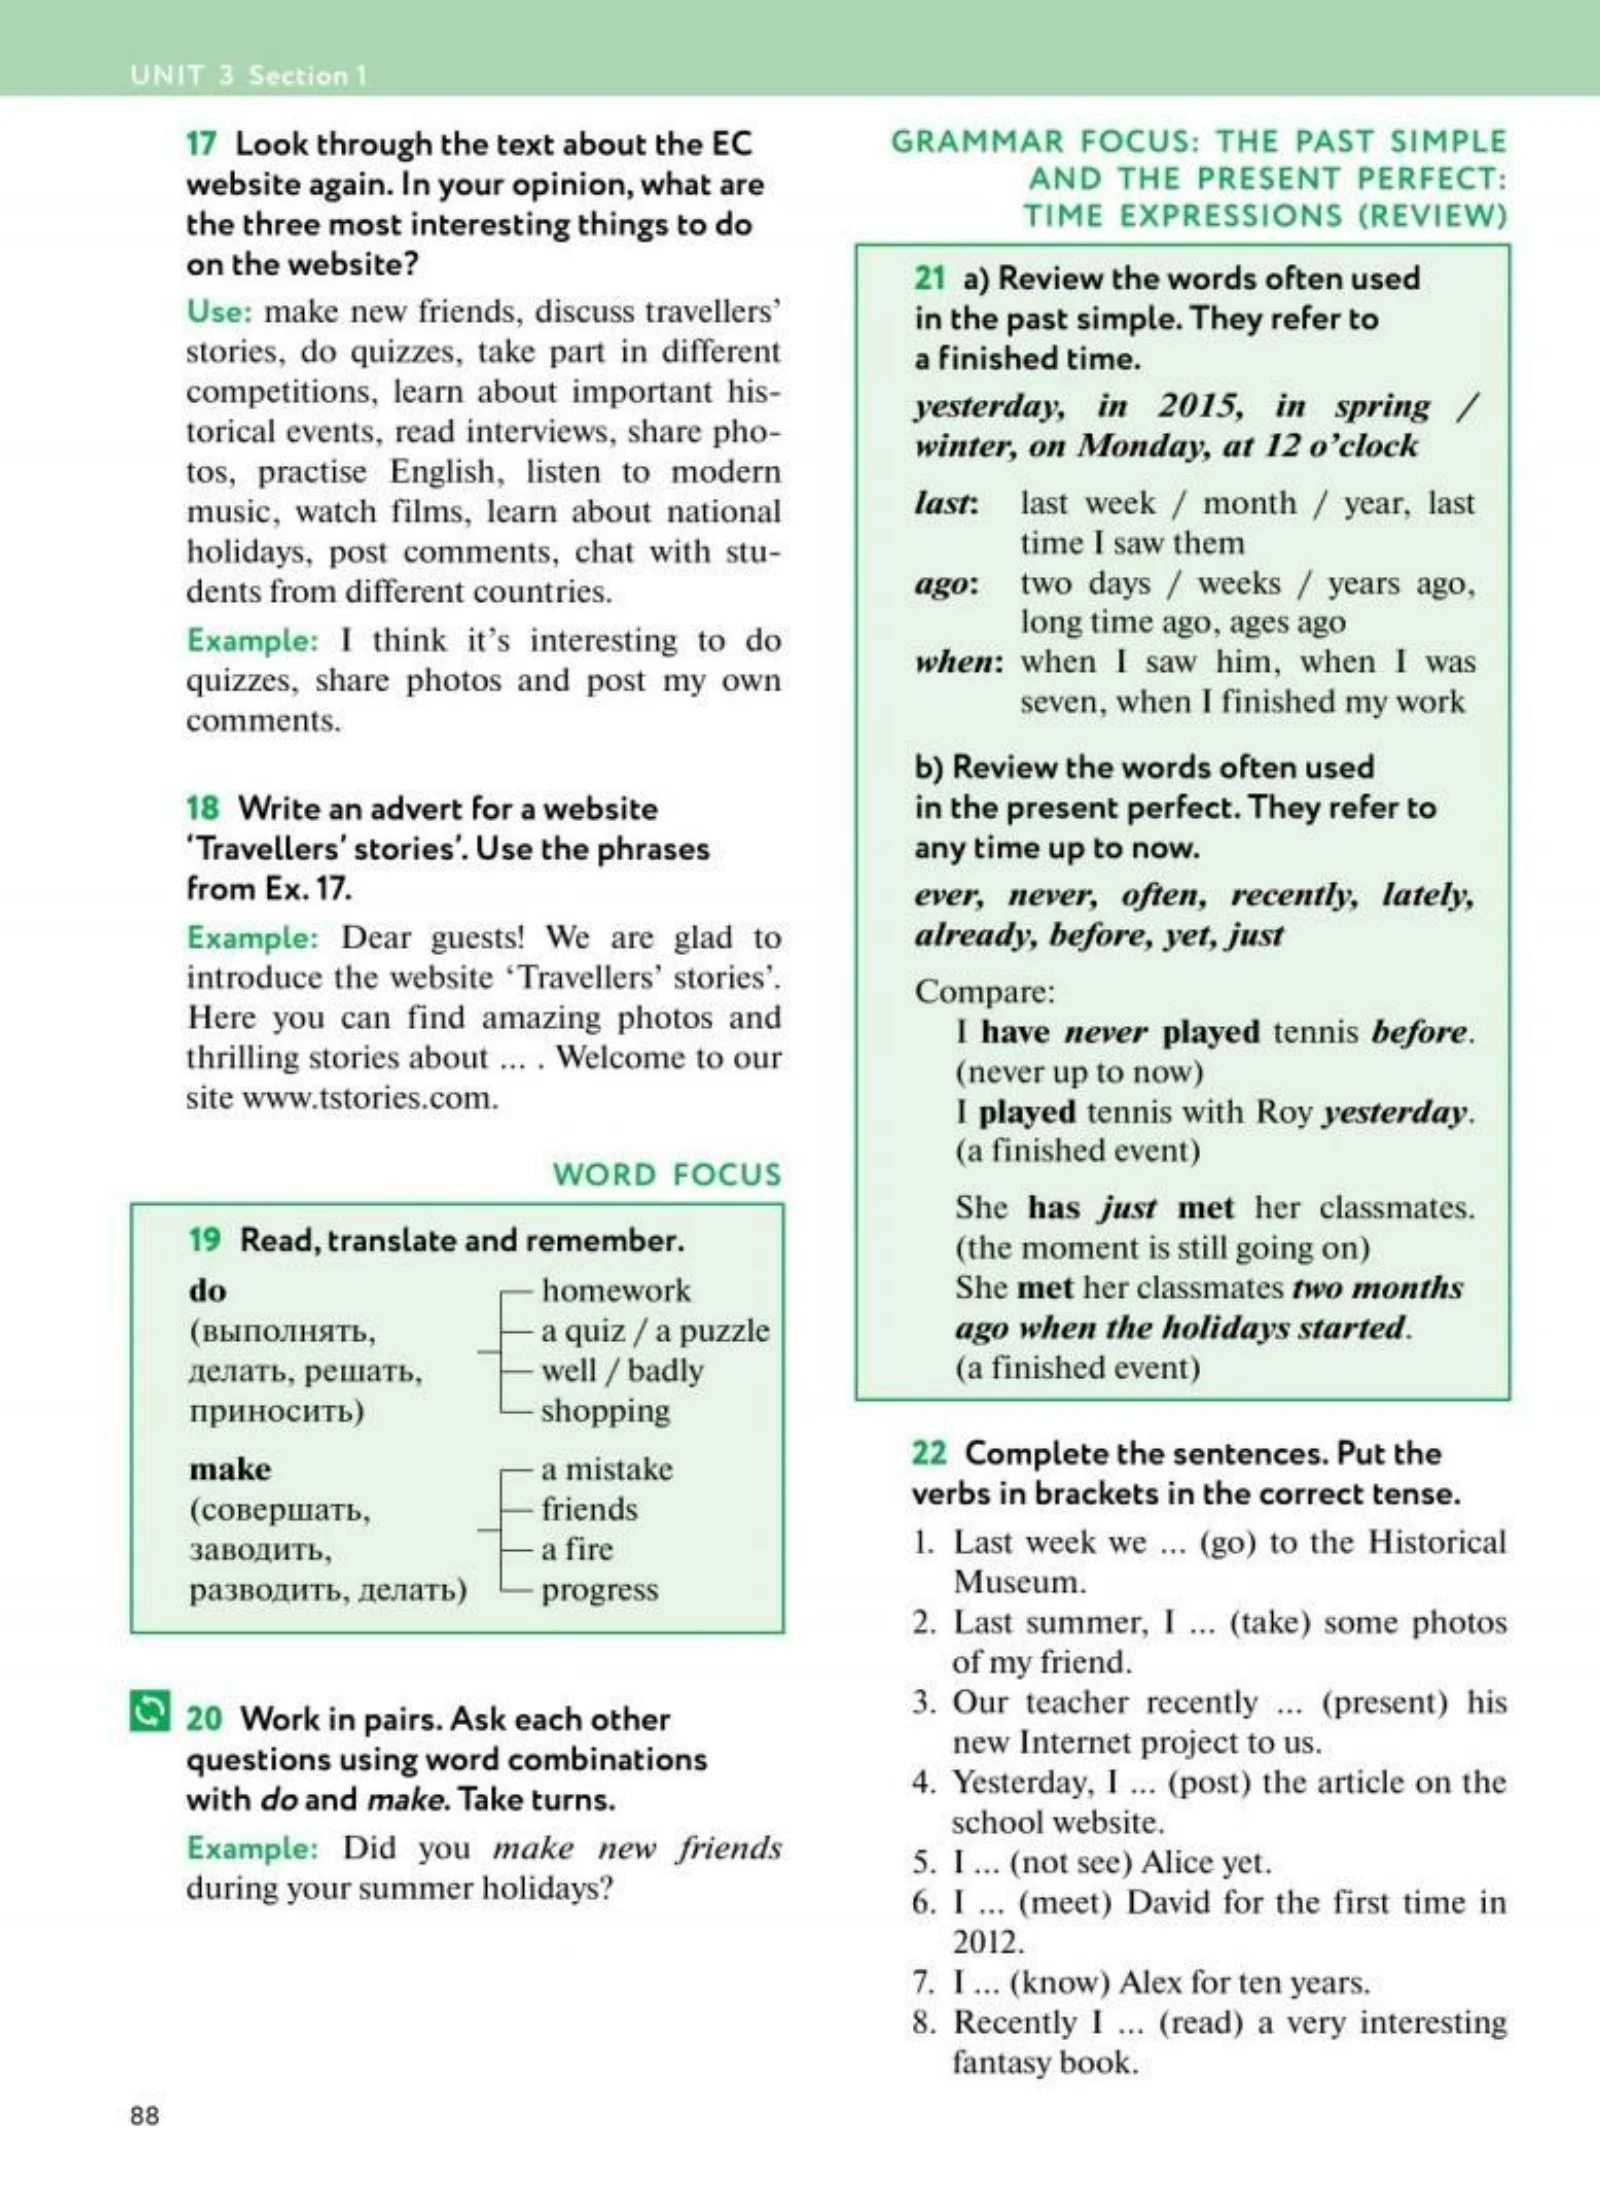 UNIT 3 Section 1
17 Look through the text about the EC
website again. In your opinion, what are
the three most interesting things to do
on the website?
Use: make new friends, discuss travellers’
stories, do quizzes, take part in different
competitions, learn about important his-
torical events, read interviews, share pho-
tos, practise English, listen to modern
music, watch films, learn about national
holidays, post comments, chat with stu-
dents from different countries.
Example: I think it’s interesting to do
quizzes, share photos and post my own
comments.
18 Write an advert for a website
‘Travellers’ stories’. Use the phrases
from Ex. 17.
Example: Dear guests! We are glad to
introduce the website ‘Travellers’ stories’.
Here you can find amazing photos and
thrilling stories about ... . Welcome to our
site www.tstories.com.
WORD FOCUS
19 Read, translate and remember.
do
(выполнять,
делать, решать,
приносить)
homework
a quiz / a puzzle
well / badly
shopping
make
(совершать,
заводить,
разводить, делать)
a mistake
friends
a fire
progress
20 Work in pairs. Ask each other
questions using word combinations
with do and make. Take turns.
Example: Did you make new friends
during your summer holidays?
GRAMMAR FOCUS: THE PAST SIMPLE
AND THE PRESENT PERFECT:
TIME EXPRESSIONS (REVIEW)
21 a) Review the words often used
in the past simple. They refer to
a finished time.
yesterday, in 2015, in spring /
winter, on Monday, at 12 o’clock
last: last week / month / year, last
time I saw them
ago: two days / weeks / years ago,
long time ago, ages ago
when: when I saw him, when I was
seven, when I finished my work
b) Review the words often used
in the present perfect. They refer to
any time up to now.
ever, never, often, recently, lately,
already, before, yet, just
Compare:
I have never played tennis before.
(never up to now)
I played tennis with Roy yesterday.
(a finished event)
She has just met her classmates.
(the moment is still going on)
She met her classmates two months
ago when the holidays started.
(a finished event)
22 Complete the sentences. Put the
verbs in brackets in the correct tense.
1. Last week we ... (go) to the Historical
Museum.
2. Last summer, I ... (take) some photos
of my friend.
3. Our teacher recently ... (present) his
new Internet project to us.
4. Yesterday, I ... (post) the article on the
school website.
5. I ... (not see) Alice yet.
6. I ... (meet) David for the first time in
2012.
7. I ... (know) Alex for ten years.
8. Recently I ... (read) a very interesting
fantasy book.
88